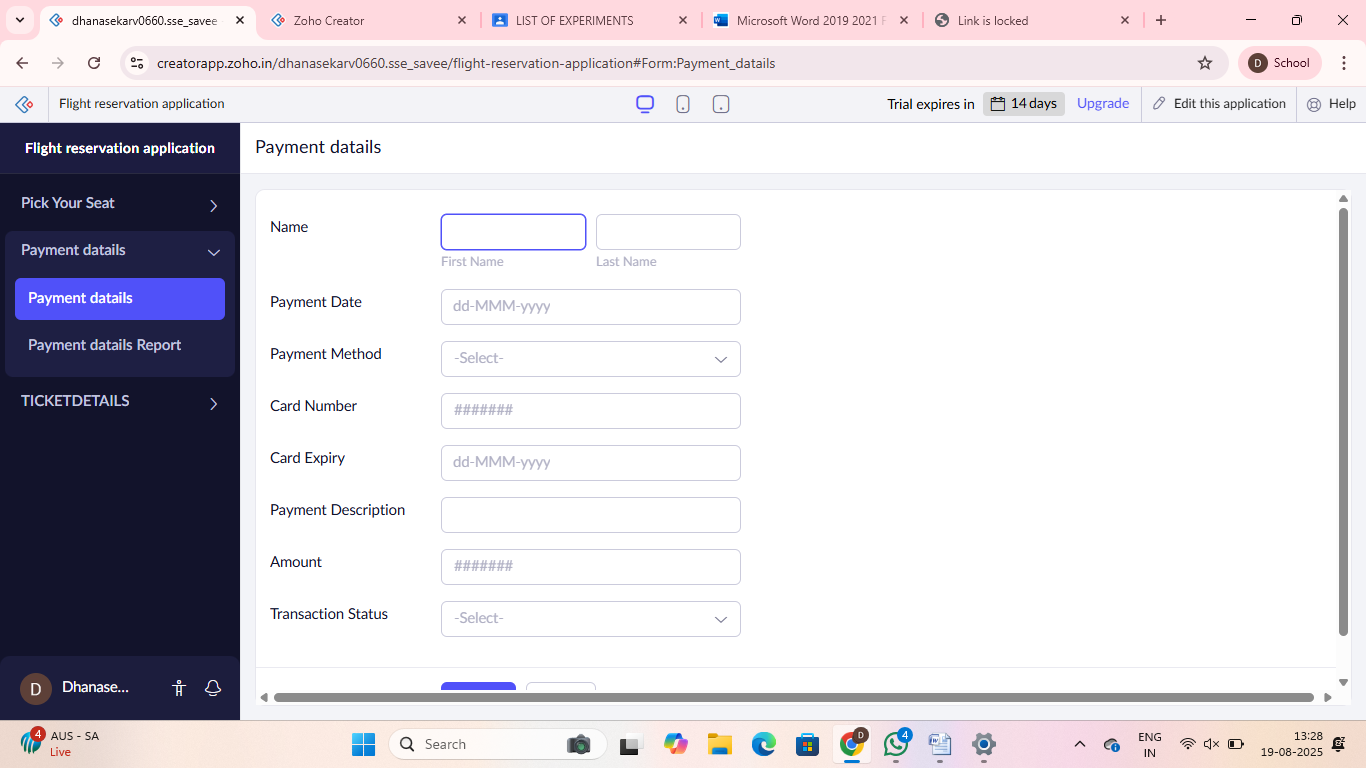 dhanasekarv0660.sse_savee
Zoho Creator
LIST OF EXPERIMENTS
Microsoft Word 2019 2021 F
Link is locked
creatorapp.zoho.in/dhanasekarv0660.sse_savee/flight-reservation-application#Form:Payment_datails
D School
Flight reservation application
Trial expires in 14 days Upgrade Edit this application Help
Flight reservation application
Pick Your Seat
Payment datails
Payment datails
Payment datails Report
TICKETDETAILS
D Dhanase...
Payment datails
Name
First Name Last Name
Payment Date dd-MMM-yyyy
Payment Method -Select-
Card Number #######
Card Expiry dd-MMM-yyyy
Payment Description
Amount #######
Transaction Status -Select-
4 AUS - SA
Live
Search
D
4
ENG
IN
13:28
19-08-2025